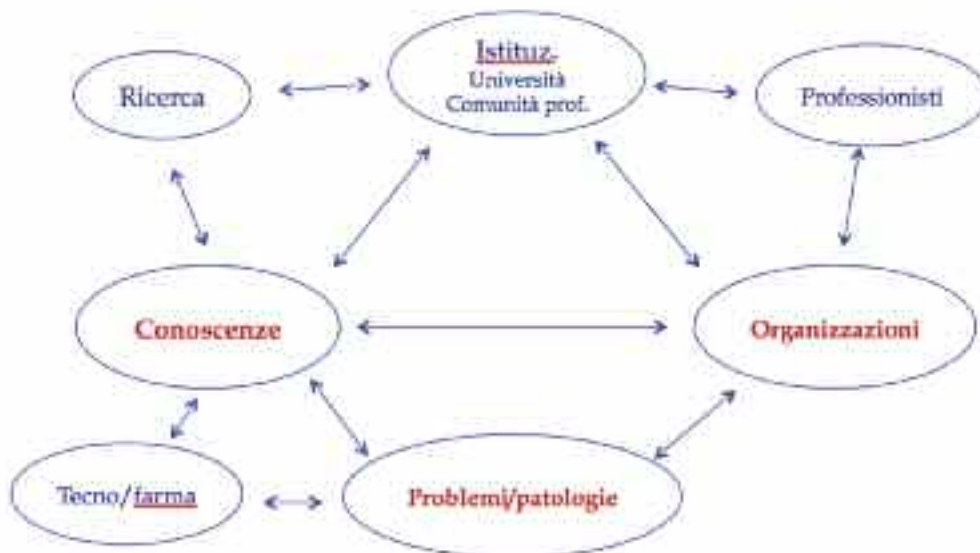 Istituz.
Università
Comunità prof.
Ricerca
Professionisti
Conoscenze
Organizzazioni
Tecno/farma
Problemi/patologie